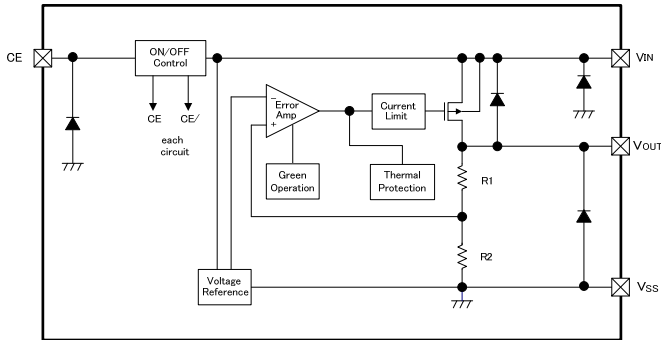 CE
ON/OFF
Control
VIN
CE
CE/
each
circuit
−
Error
Amp
+
Current
Limit
Green
Operation
Thermal
Protection
VOUT
R1
R2
Voltage
Reference
VSS